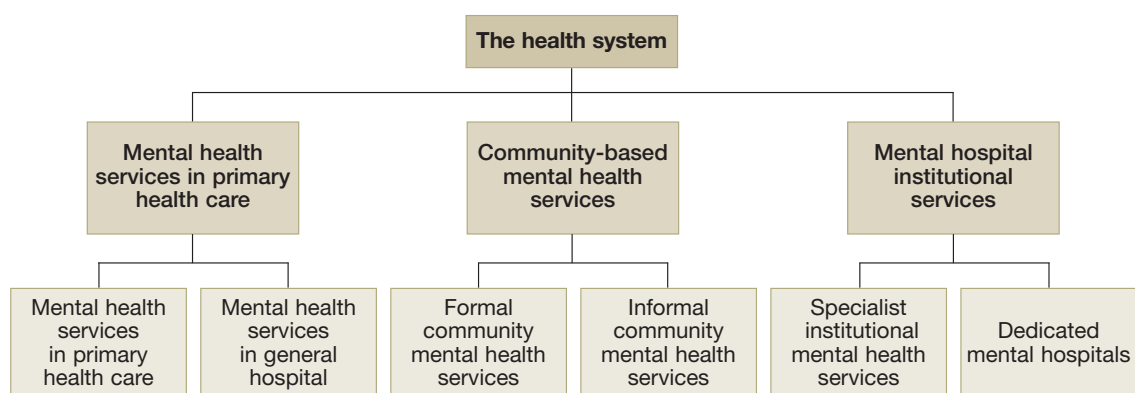 The health system
Mental health
services in primary
health care
Community-based
mental health
services
Mental hospital
institutional
services
Mental health
services
in primary
health care
Mental health
services
in general
hospital
Formal
community
mental health
services
Informal
community
mental health
services
Specialist
institutional
mental health
services
Dedicated
mental hospitals